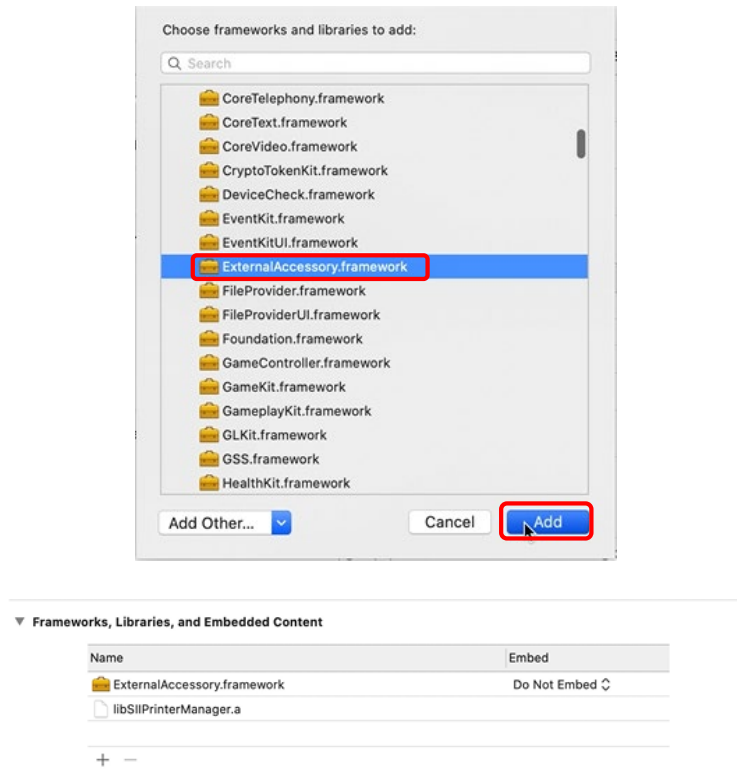 Choose frameworks and libraries to add:
Search
CoreTelephony.framework
CoreText.framework
CoreVideo.framework
CryptoTokenKit.framework
DeviceCheck.framework
EventKit.framework
EventKitUI.framework
ExternalAccessory.framework
FileProvider.framework
FileProviderUI.framework
Foundation.framework
GameController.framework
GameKit.framework
GameplayKit.framework
GLKit.framework
GSS.framework
HealthKit.framework
Add Other... Cancel Add
Frameworks, Libraries, and Embedded Content
Name Embed
ExternalAccessory.framework Do Not Embed
libSIIPrinterManager.a